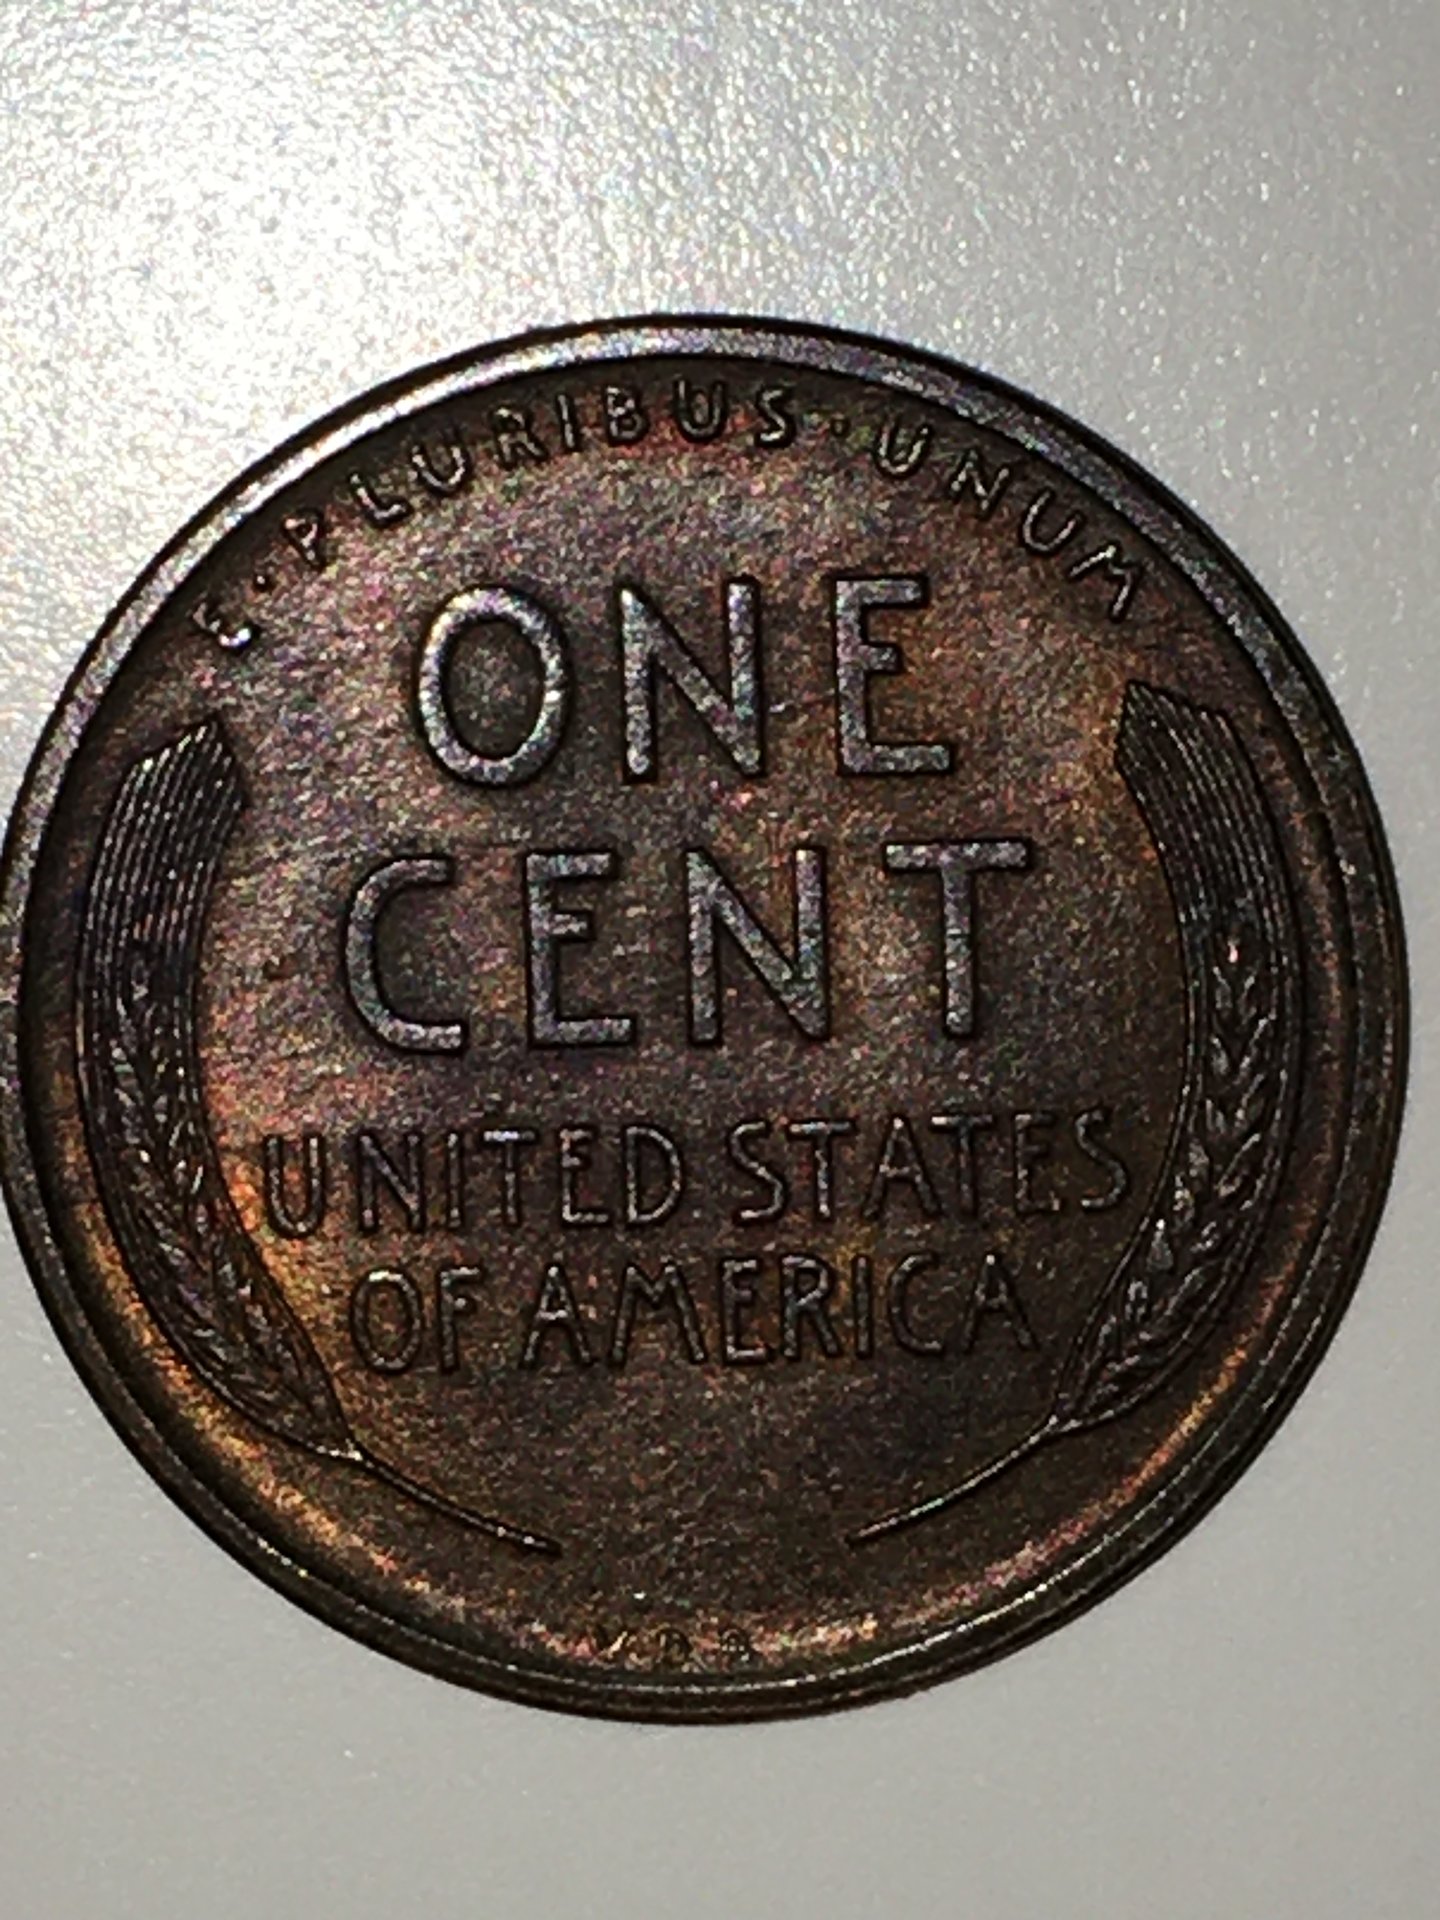 E·PLURIBUS·UNUM
ONE
CENT
UNITED STATES
OF AMERICA
V.D.B.